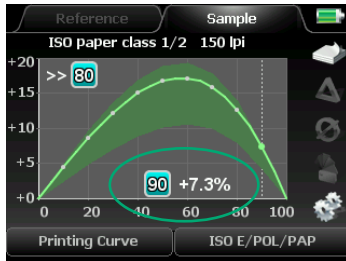 Reference Sample
ISO paper class 1/2 150 lpi
+20
>> 80
+15
+10
+5
90 +7.3%
+0
0 20 40 60 80 100
Printing Curve ISO E/POL/PAP